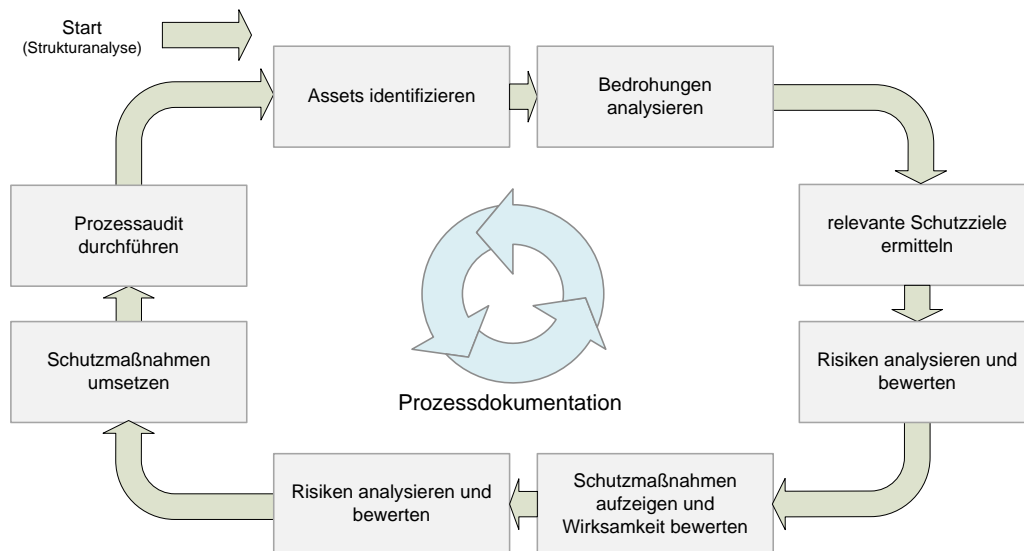 Start
(Strukturanalyse)
Assets identifizieren
Bedrohungen
analysieren
relevante Schutzziele
ermitteln
Risiken analysieren und
bewerten
Schutzmaßnahmen
aufzeigen und
Wirksamkeit bewerten
Risiken analysieren und
bewerten
Schutzmaßnahmen
umsetzen
Prozessaudit
durchführen
Prozessdokumentation